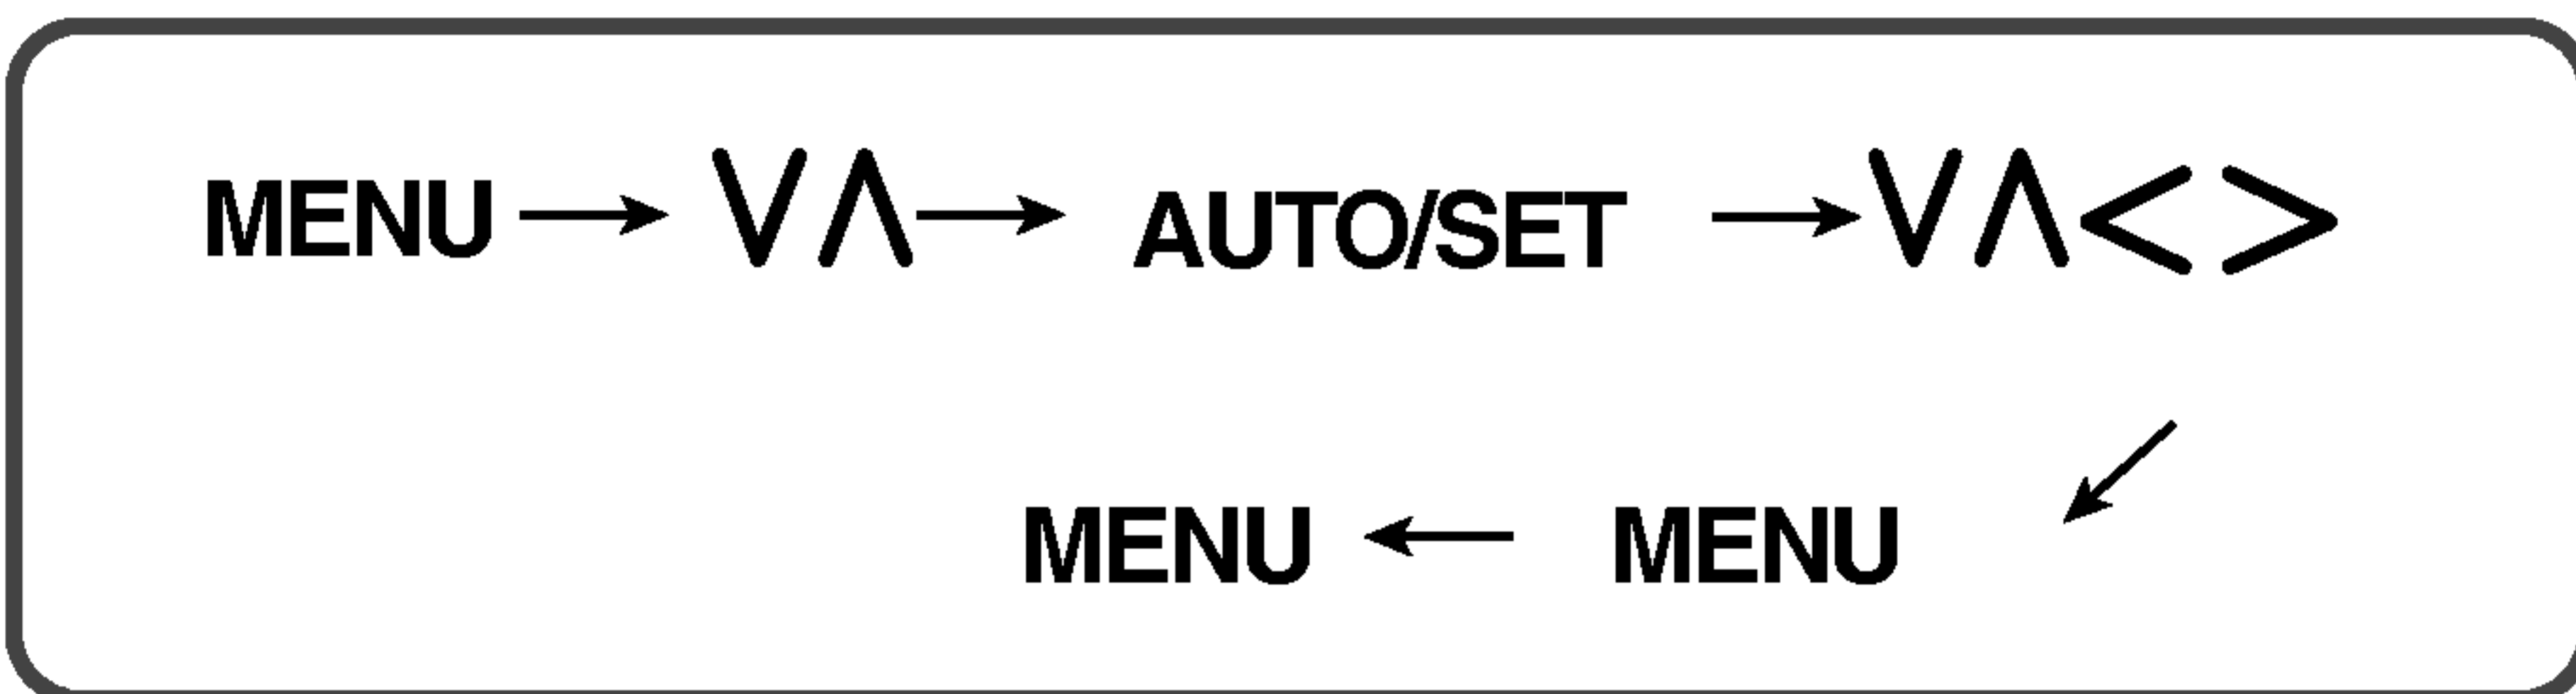 MENU → ∨ ∧ → AUTO/SET → ∨ ∧ < >
MENU ← MENU